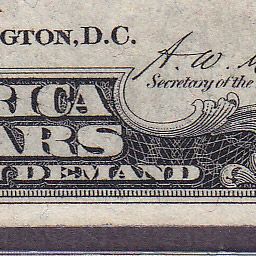 GTON, D.C.
A. W. M
Secretary of the
RICA
ARS
DEMAND